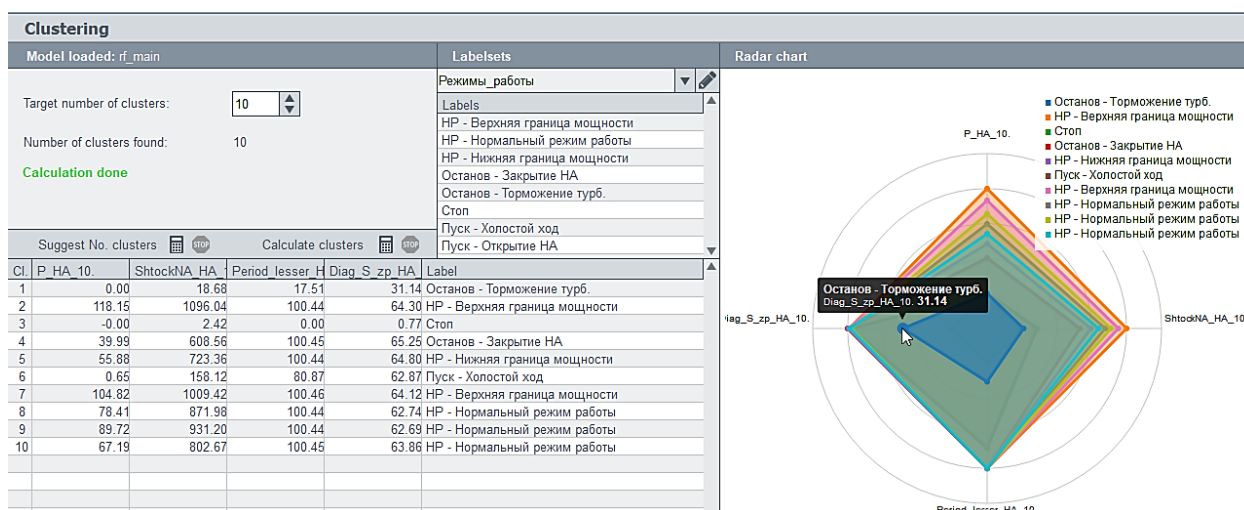 Clustering
Model loaded: rf_main
Labelsets
Radar chart
Режимы_работы
Target number of clusters:
10
Number of clusters found:
10
Calculation done
Labels
НР - Верхняя граница мощности
НР - Нормальный режим работы
НР - Нижняя граница мощности
Останов - Закрытие НА
Останов - Торможение турб.
Стоп
Пуск - Холостой ход
Пуск - Открытие НА
Suggest No. clusters
STOP
Calculate clusters
STOP
Cl. P_HA_10. ShtockNA_HA_1 Period_lesser_H Diag_S_zp_HA Label
1 0.00 18.68 17.51 31.14 Останов - Торможение турб.
2 118.15 1096.04 100.44 64.30 НР - Верхняя граница мощности
3 -0.00 2.42 0.00 0.77 Стоп
4 39.99 608.56 100.45 65.25 Останов - Закрытие НА
5 55.88 723.36 100.44 64.80 НР - Нижняя граница мощности
6 0.65 158.12 80.87 62.87 Пуск - Холостой ход
7 104.82 1009.42 100.46 64.12 НР - Верхняя граница мощности
8 78.41 871.98 100.44 62.74 НР - Нормальный режим работы
9 89.72 931.20 100.44 62.69 НР - Нормальный режим работы
10 67.19 802.67 100.45 63.86 НР - Нормальный режим работы
Останов - Торможение турб.
НР - Верхняя граница мощности
Стоп
Останов - Закрытие НА
НР - Нижняя граница мощности
Пуск - Холостой ход
НР - Верхняя граница мощности
НР - Нормальный режим работы
НР - Нормальный режим работы
НР - Нормальный режим работы
P_HA_10.
Останов - Торможение турб.
Diag_S_zp_HA_10. 31.14
iag_S_zp_HA_10.
ShtokNA_HA_10
Period_lesser_HA_10.